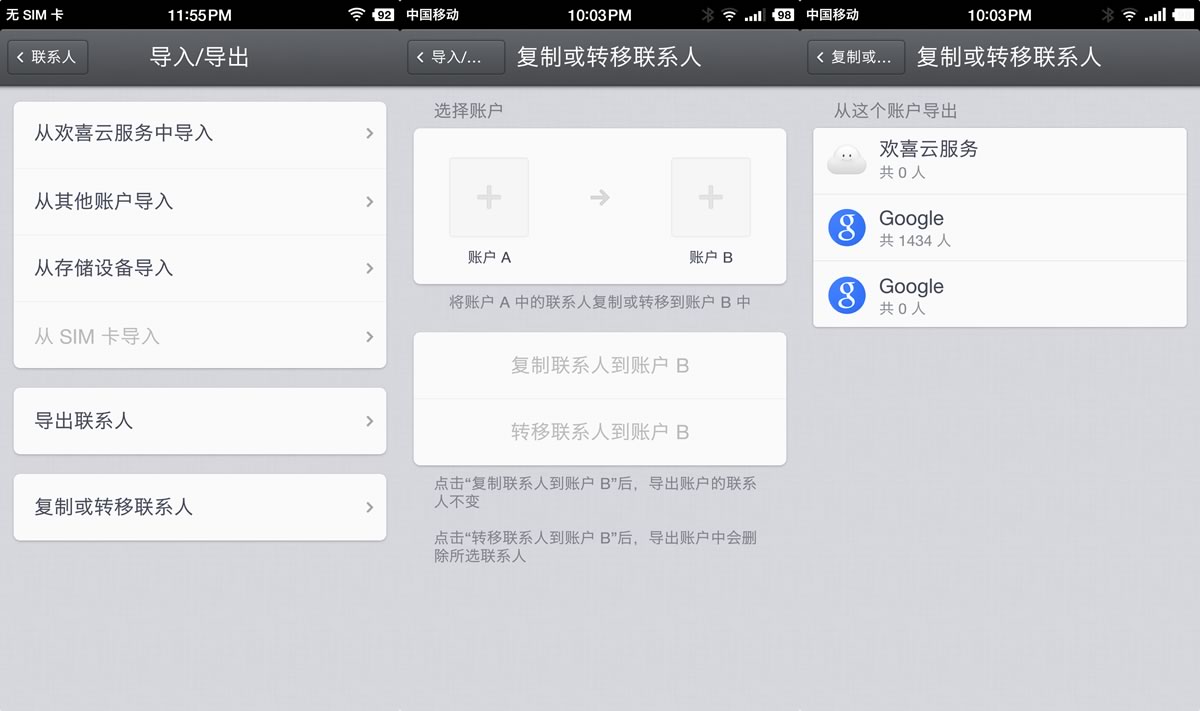 无 SIM 卡
11:55PM
92
联系人
导入/导出
从欢喜云服务中导入
从其他账户导入
从存储设备导入
从 SIM 卡导入
导出联系人
复制或转移联系人
中国移动
10:03PM
98
导入/...
复制或转移联系人
选择账户
账户 A
账户 B
将账户 A 中的联系人复制或转移到账户 B 中
复制联系人到账户 B
转移联系人到账户 B
点击“复制联系人到账户 B”后，导出账户的联系
人不变
点击“转移联系人到账户 B”后，导出账户中会删
除所选联系人
中国移动
10:03PM
复制或...
复制或转移联系人
从这个账户导出
欢喜云服务
共 0 人
Google
共 1434 人
Google
共 0 人